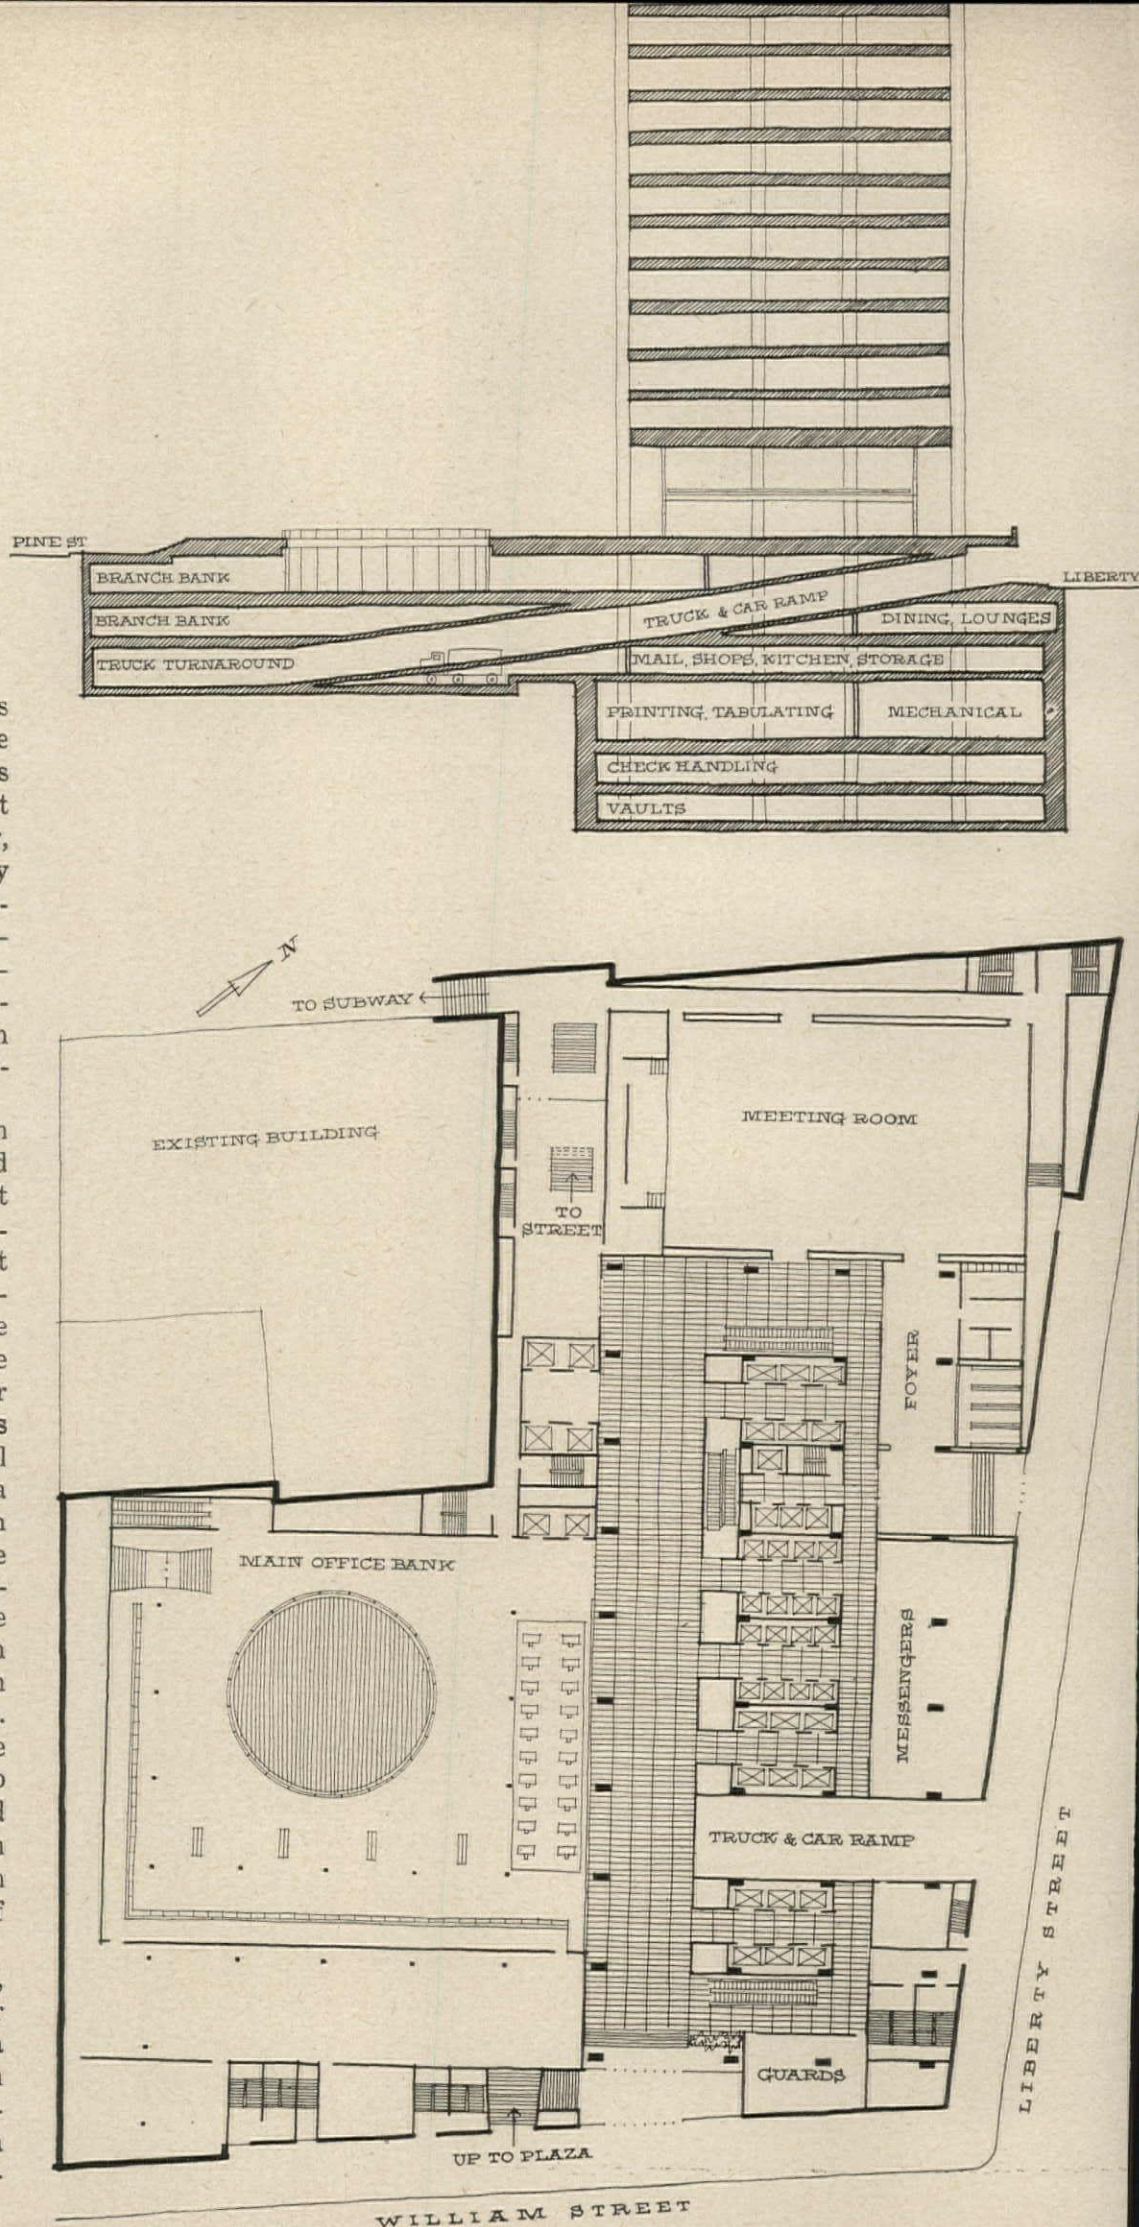 PINE ST
LIBERTY
BRANCH BANK
BRANCH BANK
TRUCK & CAR RAMP
DINING, LOUNGES
TRUCK TURNAROUND
MAIL, SHOPS, KITCHEN, STORAGE
PRINTING, TABULATING
MECHANICAL
CHECK HANDLING
VAULTS
N
TO SUBWAY
EXISTING BUILDING
MEETING ROOM
TO
STREET
FOYER
MAIN OFFICE BANK
MESSENGERS
TRUCK & CAR RAMP
LIBERTY STREET
GUARDS
UP TO PLAZA
WILLIAM STREET